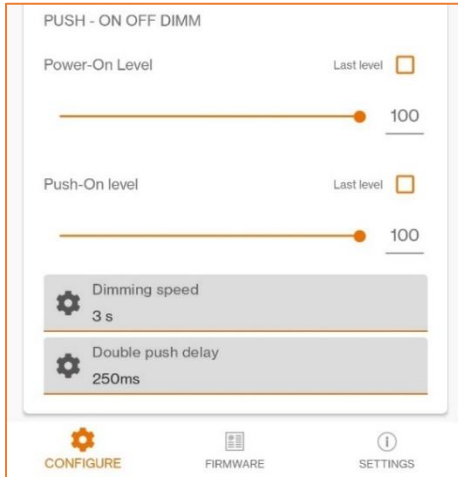 PUSH - ON OFF DIMM
Power-On Level Last level
100
Push-On level Last level
100
Dimming speed
3 s
Double push delay
250ms
CONFIGURE FIRMWARE SETTINGS